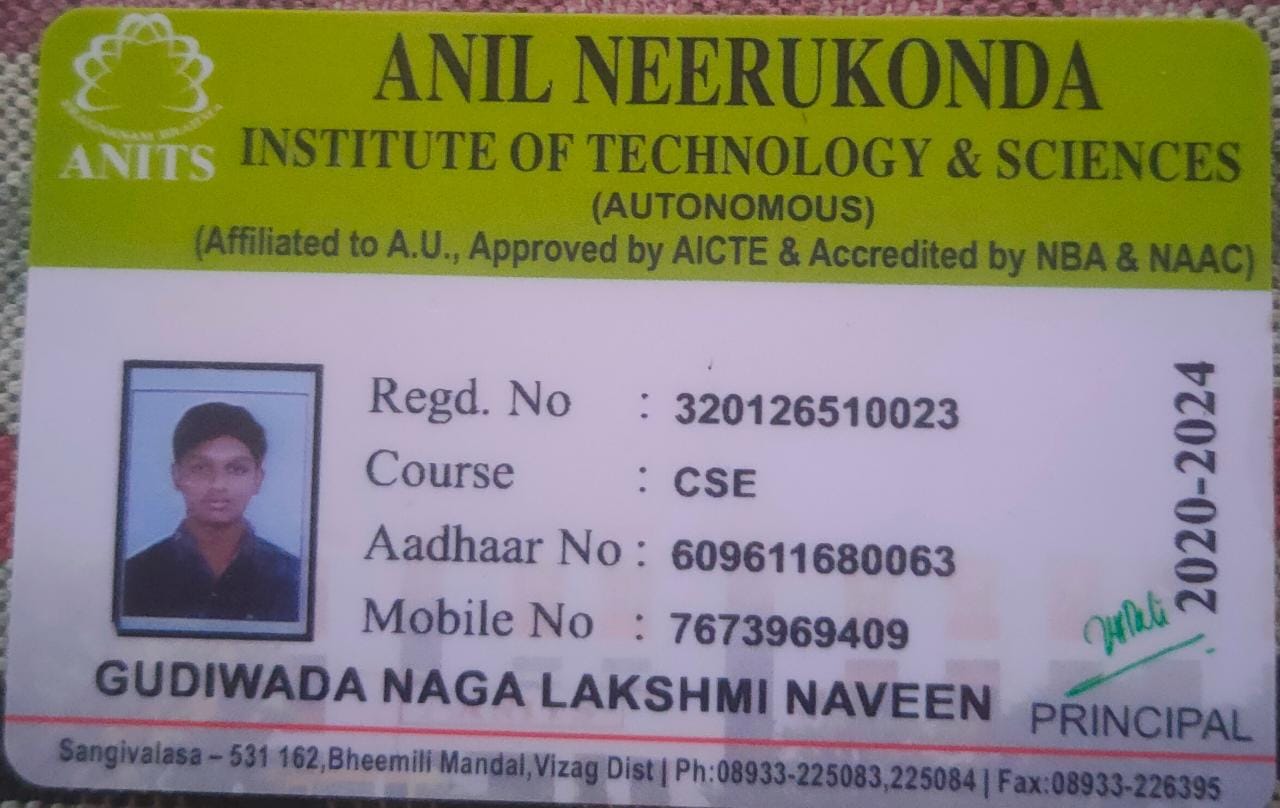 ANITS
ANIL NEERUKONDA
INSTITUTE OF TECHNOLOGY & SCIENCES
(AUTONOMOUS)
(Affiliated to A.U., Approved by AICTE & Accredited by NBA & NAAC)
Regd. No : 320126510023
Course : CSE
Aadhaar No : 609611680063
Mobile No : 7673969409
2020-2024
GUDIWADA NAGA LAKSHMI NAVEEN
PRINCIPAL
Sangivalasa – 531 162,Bheemili Mandal,Vizag Dist | Ph:08933-225083,225084 | Fax:08933-226395